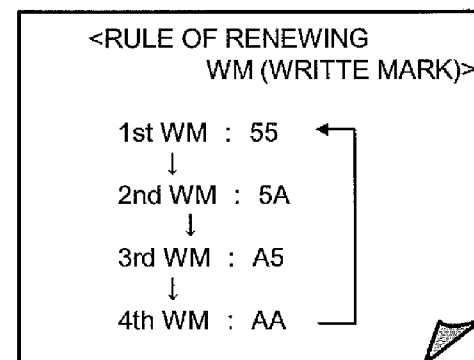 <RULE OF RENEWING
WM (WRITTE MARK)>
1st WM : 55
↓
2nd WM : 5A
↓
3rd WM : A5
↓
4th WM : AA